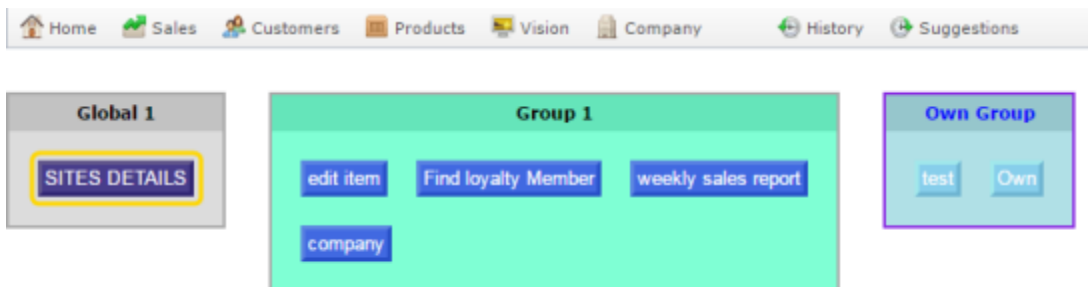 Home Sales Customers Products Vision Company History Suggestions
Global 1
SITES DETAILS
Group 1
edit item Find loyalty Member weekly sales report
company
Own Group
test Own